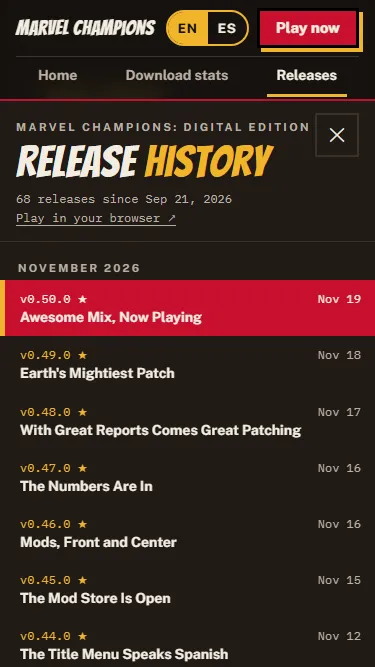 MARVEL CHAMPIONS
EN ES
Play now
Home Download stats Releases
MARVEL CHAMPIONS: DIGITAL EDITION
RELEASE HISTORY
68 releases since Sep 21, 2026
Play in your browser ↗
NOVEMBER 2026
v0.50.0 ★ Nov 19
Awesome Mix, Now Playing
v0.49.0 ★ Nov 18
Earth's Mightiest Patch
v0.48.0 ★ Nov 17
With Great Reports Comes Great Patching
v0.47.0 ★ Nov 16
The Numbers Are In
v0.46.0 ★ Nov 16
Mods, Front and Center
v0.45.0 ★ Nov 15
The Mod Store Is Open
v0.44.0 ★ Nov 12
The Title Menu Speaks Spanish